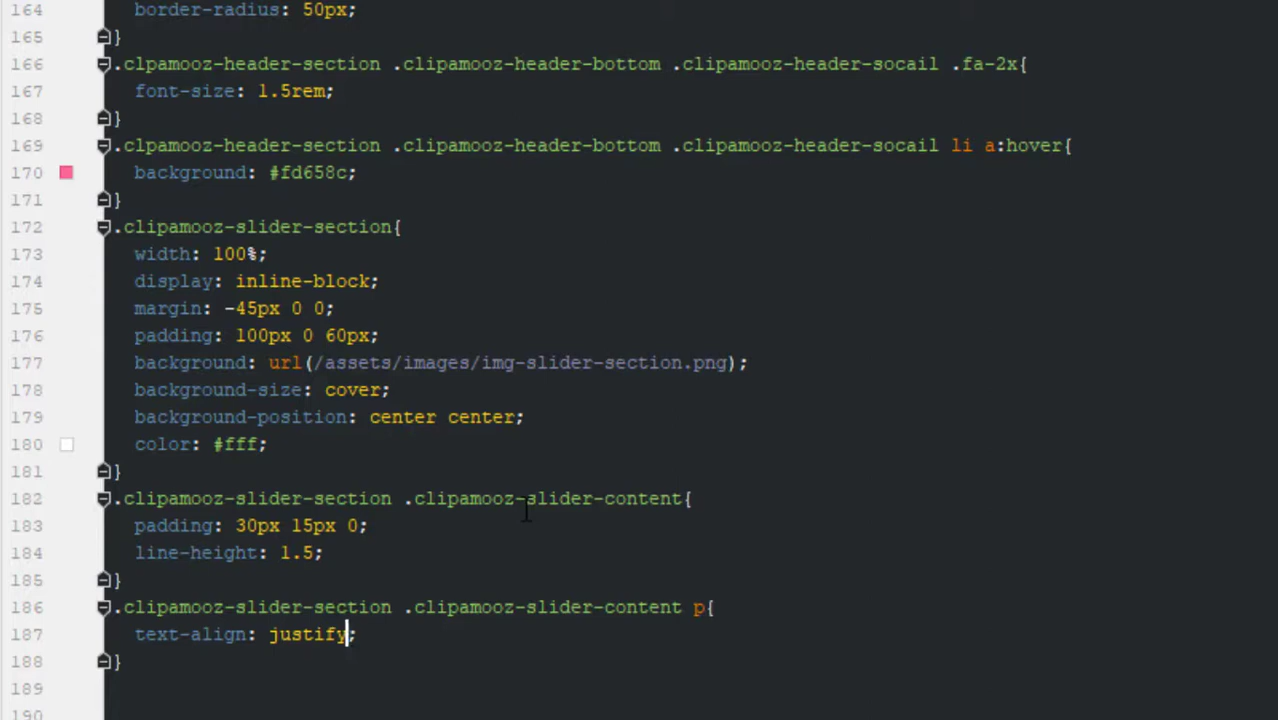 164 border-radius: 50px;
165 }
166 .clpamooz-header-section .clipamooz-header-bottom .clipamooz-header-socail .fa-2x{
167 font-size: 1.5rem;
168 }
169 .clpamooz-header-section .clipamooz-header-bottom .clipamooz-header-socail li a:hover{
170 background: #fd658c;
171 }
172 .clipamooz-slider-section{
173 width: 100%;
174 display: inline-block;
175 margin: -45px 0 0;
176 padding: 100px 0 60px;
177 background: url(/assets/images/img-slider-section.png);
178 background-size: cover;
179 background-position: center center;
180 color: #fff;
181 }
182 .clipamooz-slider-section .clipamooz-slider-content{
183 padding: 30px 15px 0;
184 line-height: 1.5;
185 }
186 .clipamooz-slider-section .clipamooz-slider-content p{
187 text-align: justify;
188 }
189
190